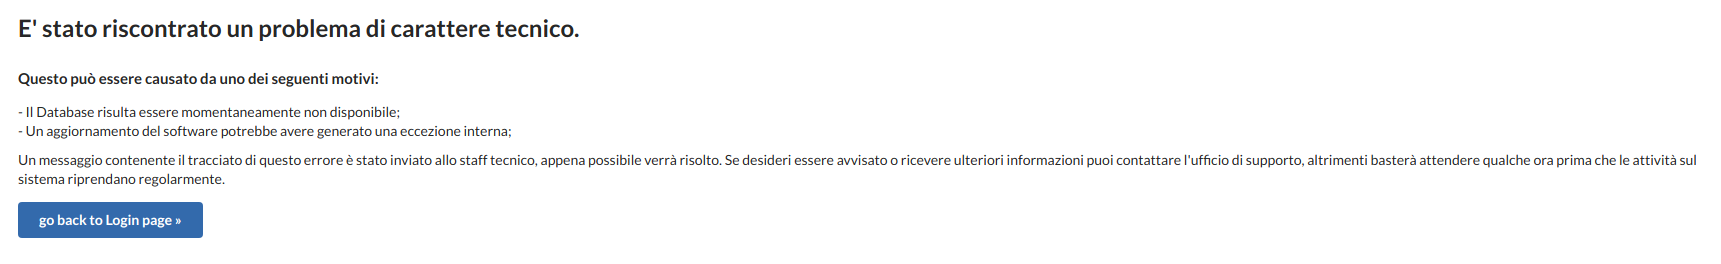 E' stato riscontrato un problema di carattere tecnico.
Questo può essere causato da uno dei seguenti motivi:
- Il Database risulta essere momentaneamente non disponibile;
- Un aggiornamento del software potrebbe avere generato una eccezione interna;
Un messaggio contenente il tracciato di questo errore è stato inviato allo staff tecnico, appena possibile verrà risolto. Se desideri essere avvisato o ricevere ulteriori informazioni puoi contattare l'ufficio di supporto, altrimenti basterà attendere qualche ora prima che le attività sul
sistema riprendano regolarmente.
go back to Login page »